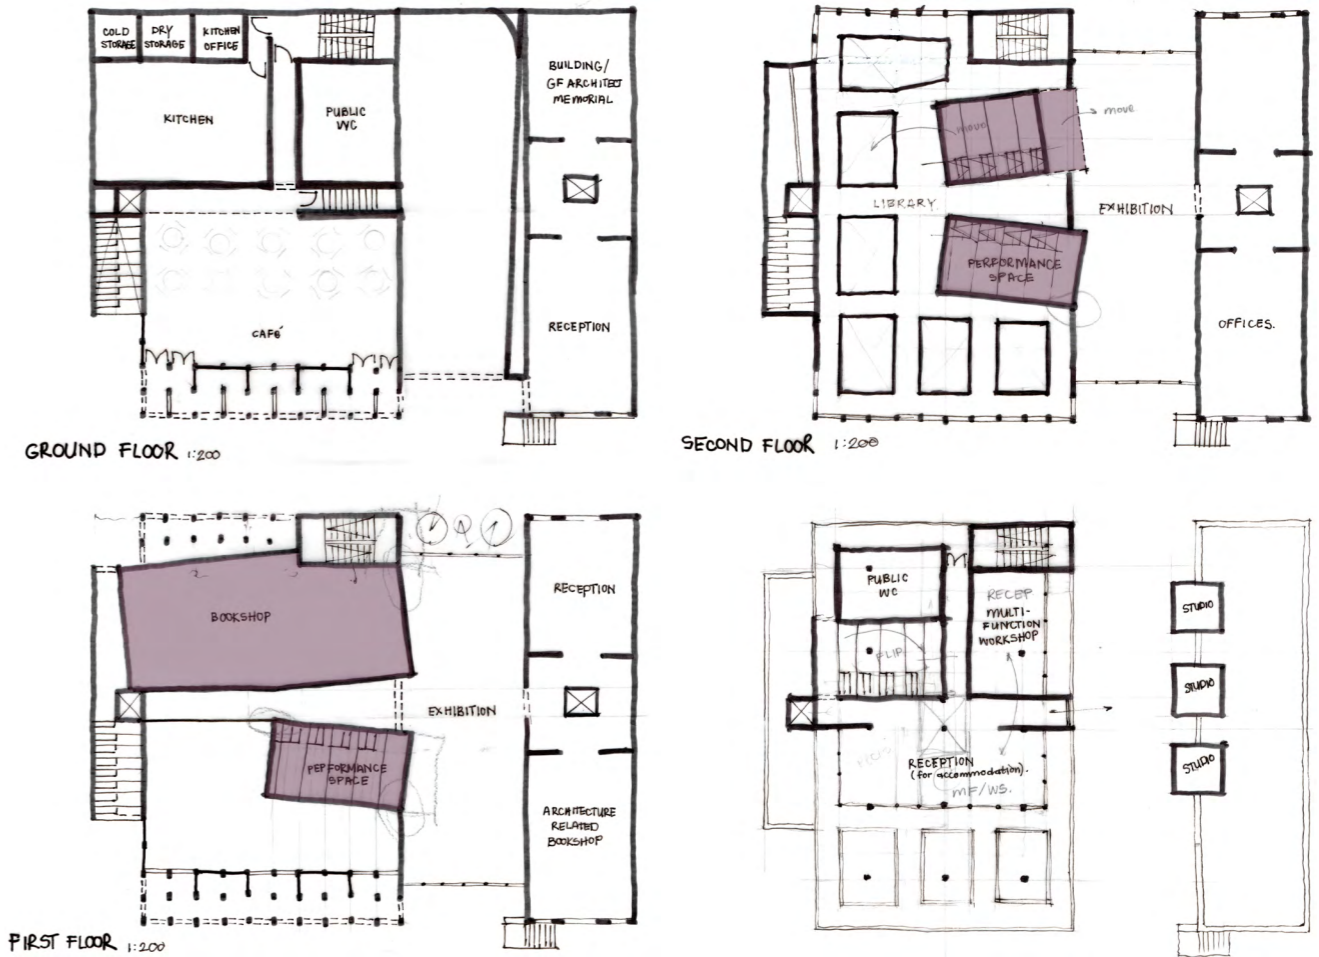 COLD
STORAGE
DRY
STORAGE
KITCHEN
OFFICE
KITCHEN
PUBLIC
WC
BUILDING/
GF ARCHITECT
MEMORIAL
CAFÉ
RECEPTION
GROUND FLOOR 1:200
move
move
LIBRARY
EXHIBITION
PERFORMANCE
SPACE
OFFICES.
SECOND FLOOR 1:200
BOOKSHOP
RECEPTION
EXHIBITION
PERFORMANCE
SPACE
ARCHITECTURE
RELATED
BOOKSHOP
FIRST FLOOR 1:200
PUBLIC
WC
RECEP
MULTI-
FUNCTION
WORKSHOP
FLIP
RECEPTION
(for accommodation).
MF/WS.
STUDIO
STUDIO
STUDIO